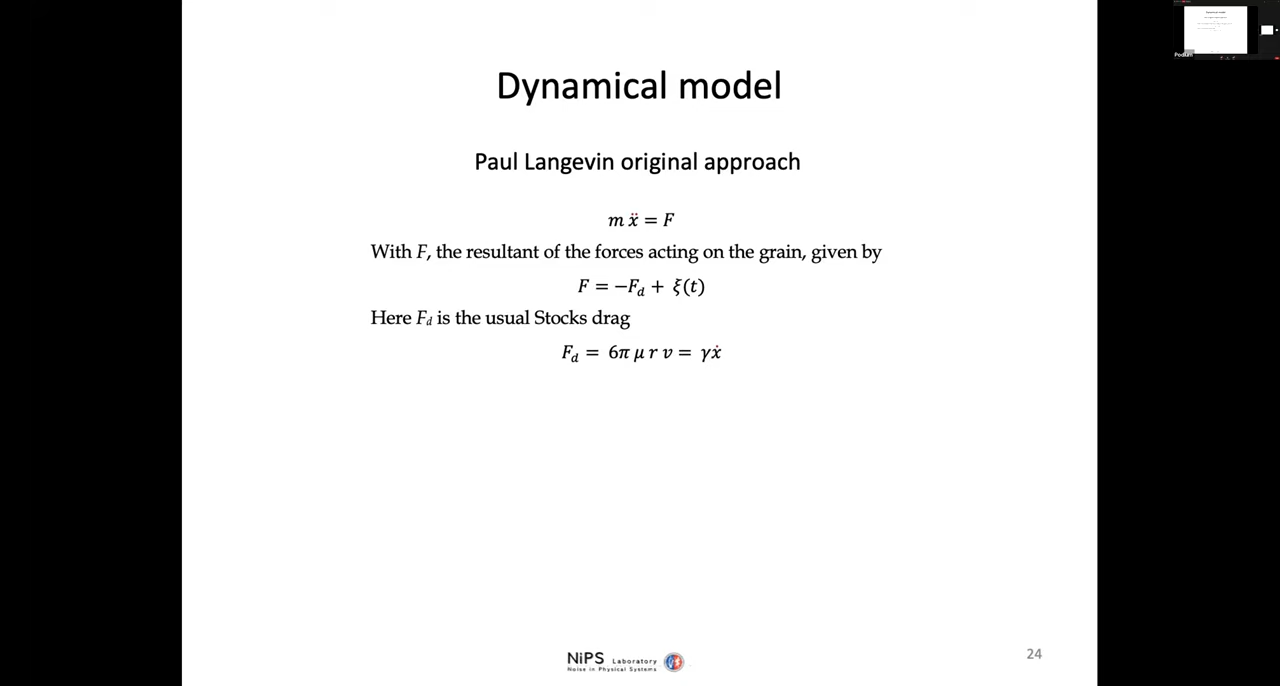 Dynamical model
Paul Langevin original approach
m ẍ = F
With F, the resultant of the forces acting on the grain, given by
F = −F_d + ξ(t)
Here F_d is the usual Stocks drag
F_d = 6π μ r v = γẋ
NiPS Laboratory
Noise in Physical Systems
24
Podium